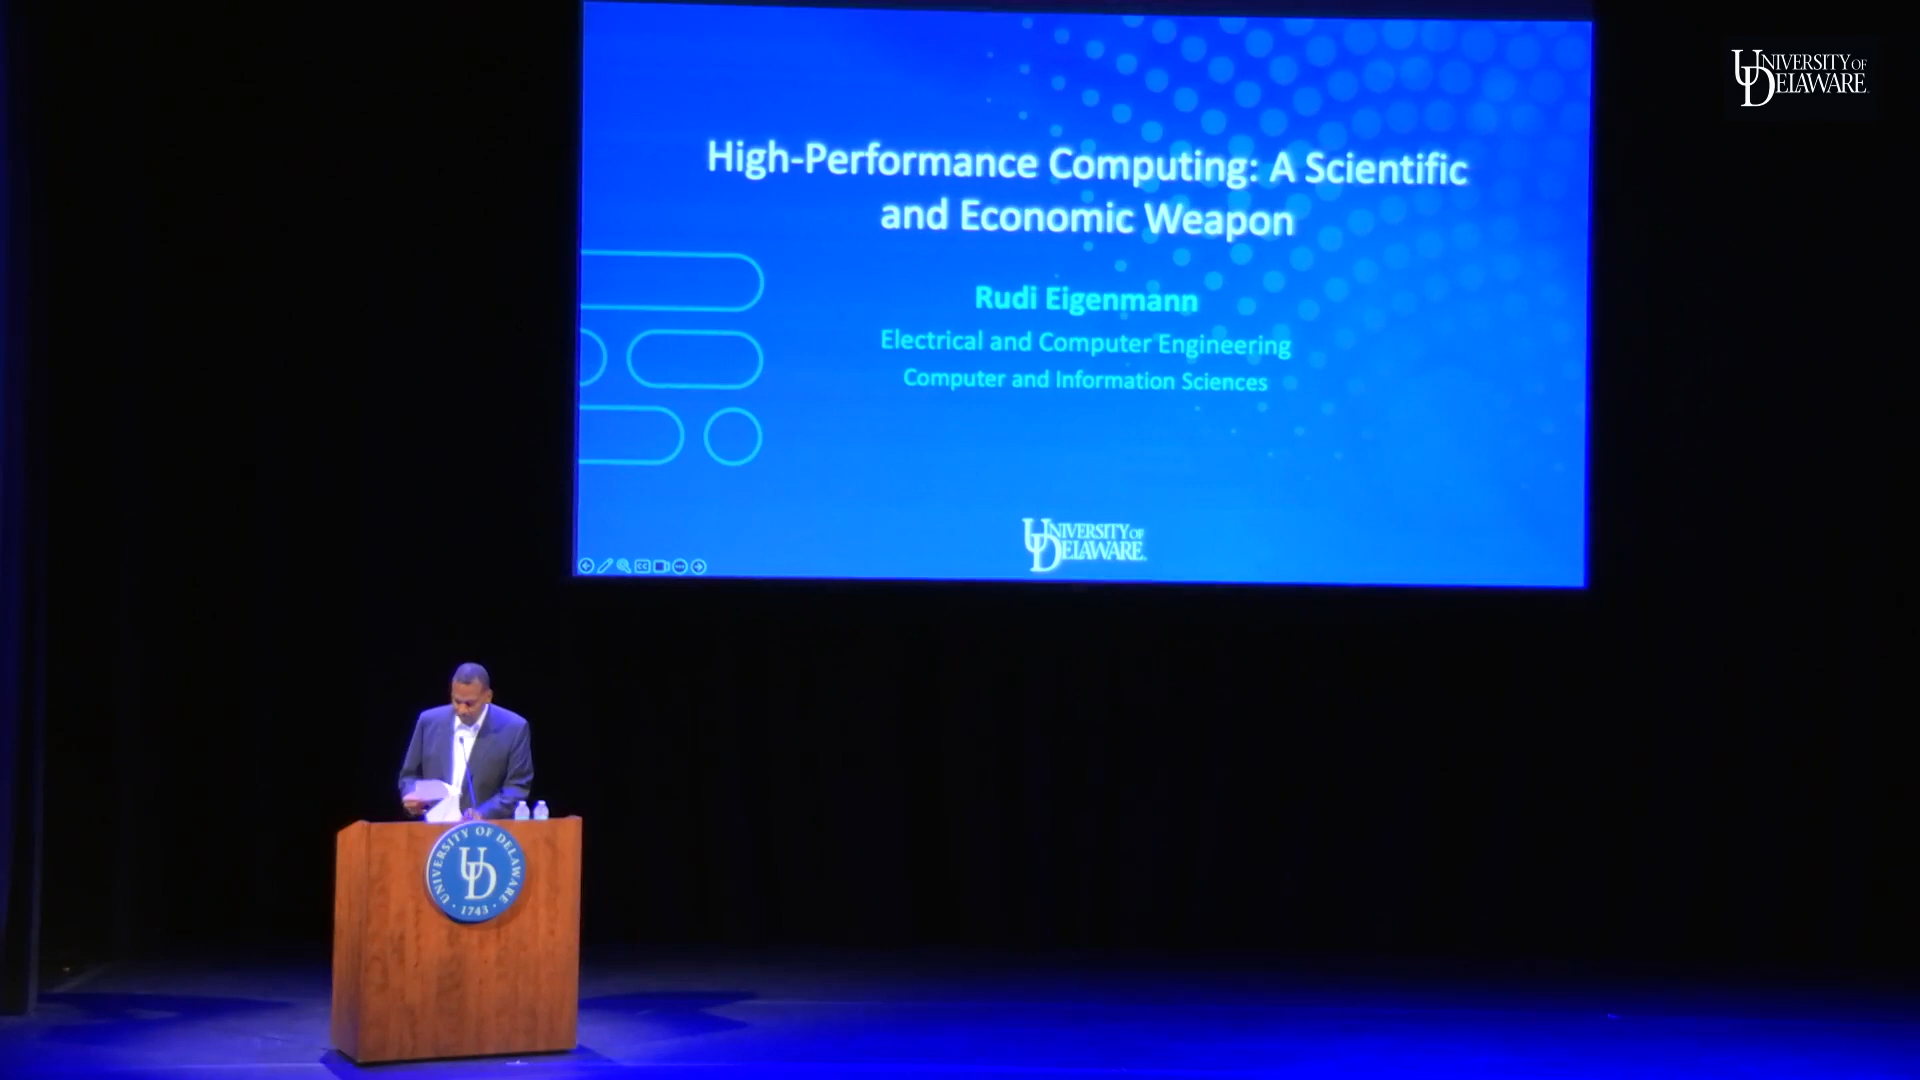 High-Performance Computing: A Scientific
and Economic Weapon
Rudi Eigenmann
Electrical and Computer Engineering
Computer and Information Sciences
UNIVERSITY OF
DELAWARE
CC
UNIVERSITY OF
DELAWARE
UNIVERSITY OF DELAWARE
UD
· 1743 ·